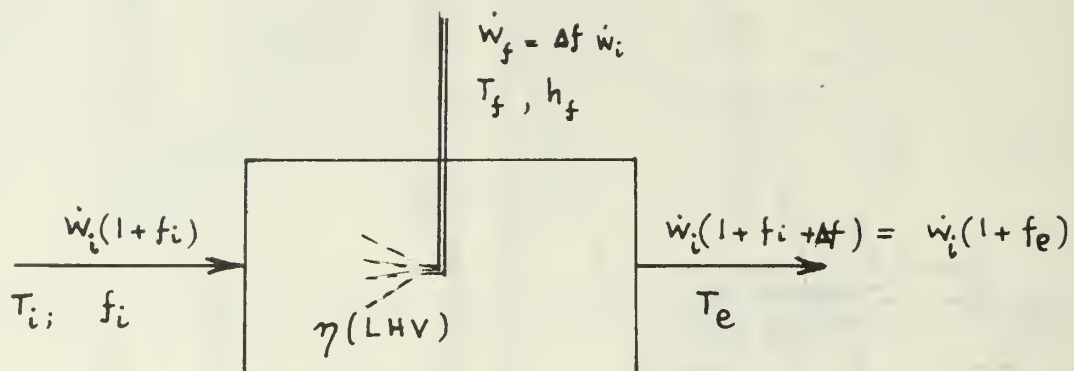 ẇ_f = Δf ẇ_i
T_f , h_f
ẇ_i(1+f_i)
ẇ_i(1+f_i+Δf) = ẇ_i(1+f_e)
T_i; f_i
T_e
η(LHV)